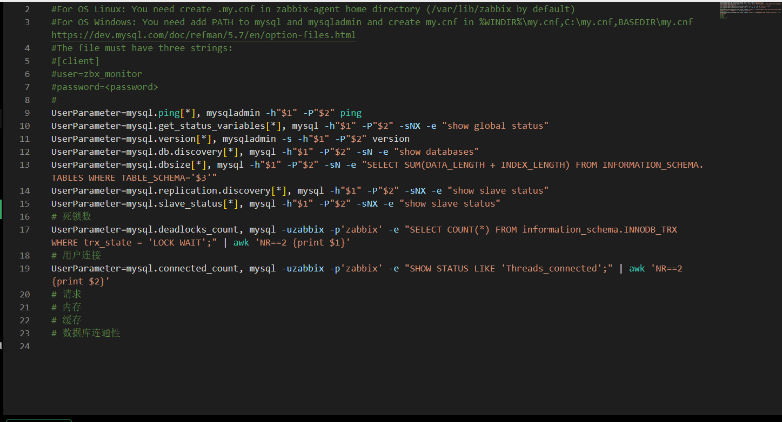 2 #For OS Linux: You need create .my.cnf in zabbix-agent home directory (/var/lib/zabbix by default)
3 #For OS Windows: You need add PATH to mysql and mysqladmin and create my.cnf in %WINDIR%\my.cnf,C:\my.cnf,BASEDIR\my.cnf
https://dev.mysql.com/doc/refman/5.7/en/option-files.html
4 #The file must have three strings:
5 #[client]
6 #user=zbx_monitor
7 #password=<password>
8 #
9 UserParameter=mysql.ping[*], mysqladmin -h"$1" -P"$2" ping
10 UserParameter=mysql.get_status_variables[*], mysql -h"$1" -P"$2" -sNX -e "show global status"
11 UserParameter=mysql.version[*], mysqladmin -s -h"$1" -P"$2" version
12 UserParameter=mysql.db.discovery[*], mysql -h"$1" -P"$2" -sN -e "show databases"
13 UserParameter=mysql.dbsize[*], mysql -h"$1" -P"$2" -sN -e "SELECT SUM(DATA_LENGTH + INDEX_LENGTH) FROM INFORMATION_SCHEMA.
TABLES WHERE TABLE_SCHEMA='$3'"
14 UserParameter=mysql.replication.discovery[*], mysql -h"$1" -P"$2" -sNX -e "show slave status"
15 UserParameter=mysql.slave_status[*], mysql -h"$1" -P"$2" -sNX -e "show slave status"
16 # 死锁数
17 UserParameter=mysql.deadlocks_count, mysql -uzabbix -p'zabbix' -e "SELECT COUNT(*) FROM information_schema.INNODB_TRX
WHERE trx_state = 'LOCK WAIT';" | awk 'NR==2 {print $1}'
18 # 用户连接
19 UserParameter=mysql.connected_count, mysql -uzabbix -p'zabbix' -e "SHOW STATUS LIKE 'Threads_connected';" | awk 'NR==2
{print $2}'
20 # 请求
21 # 内存
22 # 缓存
23 # 数据库连通性
24